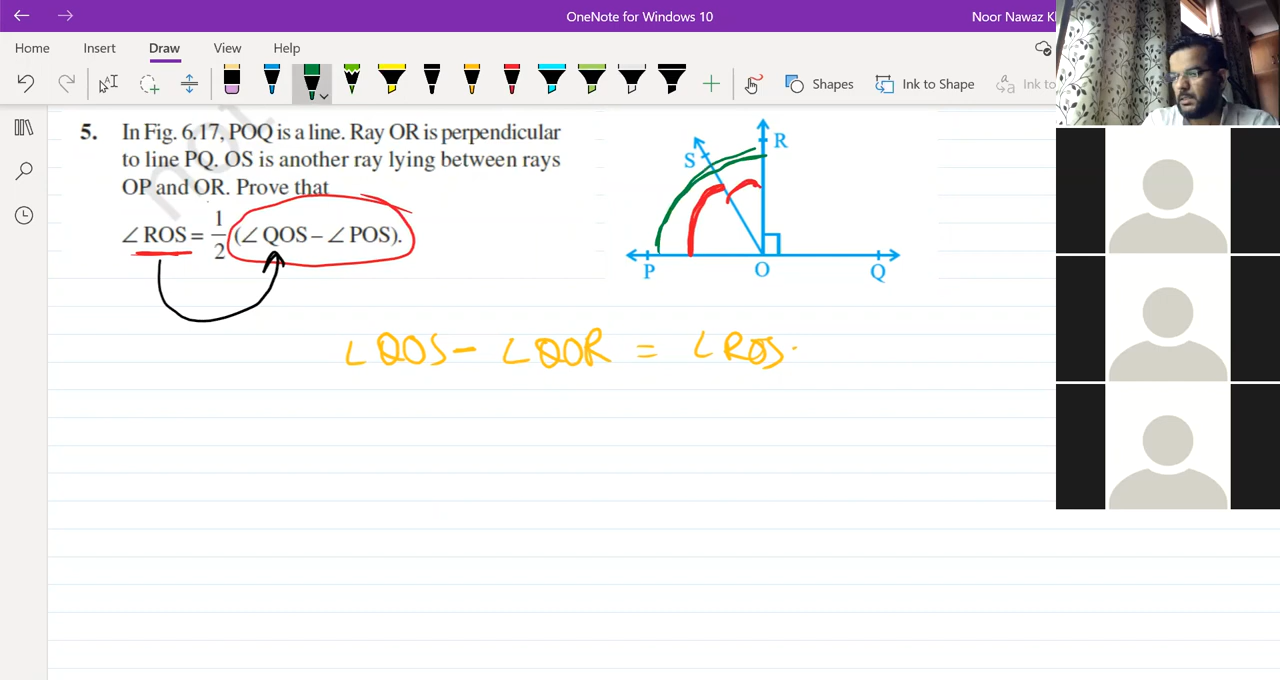 OneNote for Windows 10
Noor Nawaz
Home Insert Draw View Help
Shapes Ink to Shape Ink to
5. In Fig. 6.17, POQ is a line. Ray OR is perpendicular
to line PQ. OS is another ray lying between rays
OP and OR. Prove that
∠ ROS = 1/2 (∠ QOS – ∠ POS).
R
S
P O Q
∠QOS - ∠QOR = ∠ROS.